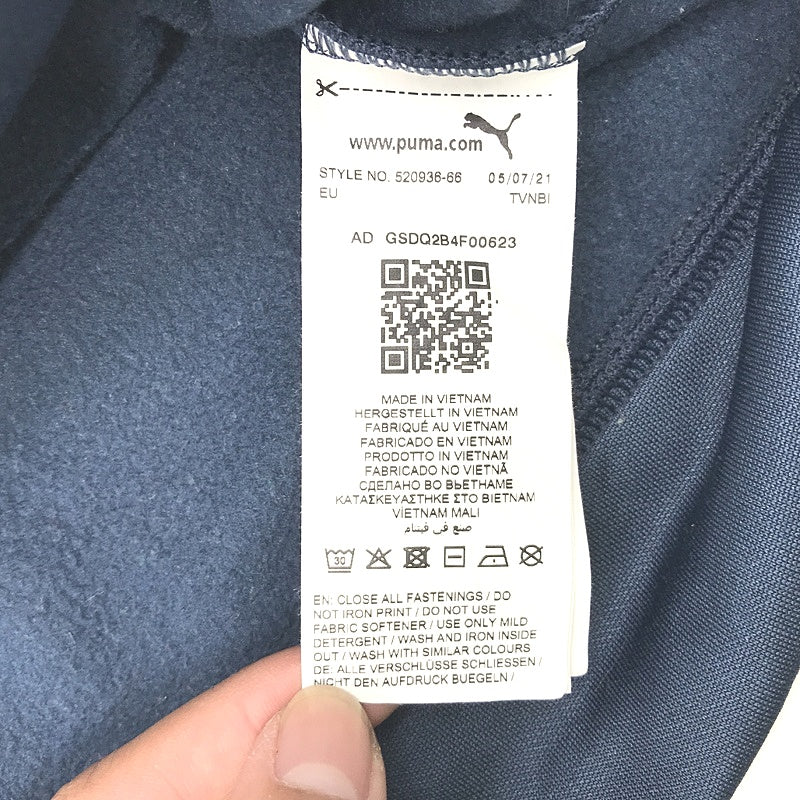 www.puma.com
STYLE NO. 520936-66 05/07/21
EU TVNBI
AD GSDQ2B4F00623
MADE IN VIETNAM
HERGESTELLT IN VIETNAM
FABRIQUÉ AU VIETNAM
FABRICADO EN VIETNAM
PRODOTTO IN VIETNAM
FABRICADO NO VIETNÃ
СДЕЛАНО ВО ВЬЕТНАМЕ
ΚΑΤΑΣΚΕΥΑΣΤΗΚΕ ΣΤΟ ΒΙΕΤΝΑΜ
VİETNAM MALI
صنع في فيتنام
30
EN: CLOSE ALL FASTENINGS / DO
NOT IRON PRINT / DO NOT USE
FABRIC SOFTENER / USE ONLY MILD
DETERGENT / WASH AND IRON INSIDE
OUT / WASH WITH SIMILAR COLOURS
DE: ALLE VERSCHLÜSSE SCHLIESSEN /
NICHT DEN AUFDRUCK BUEGELN /